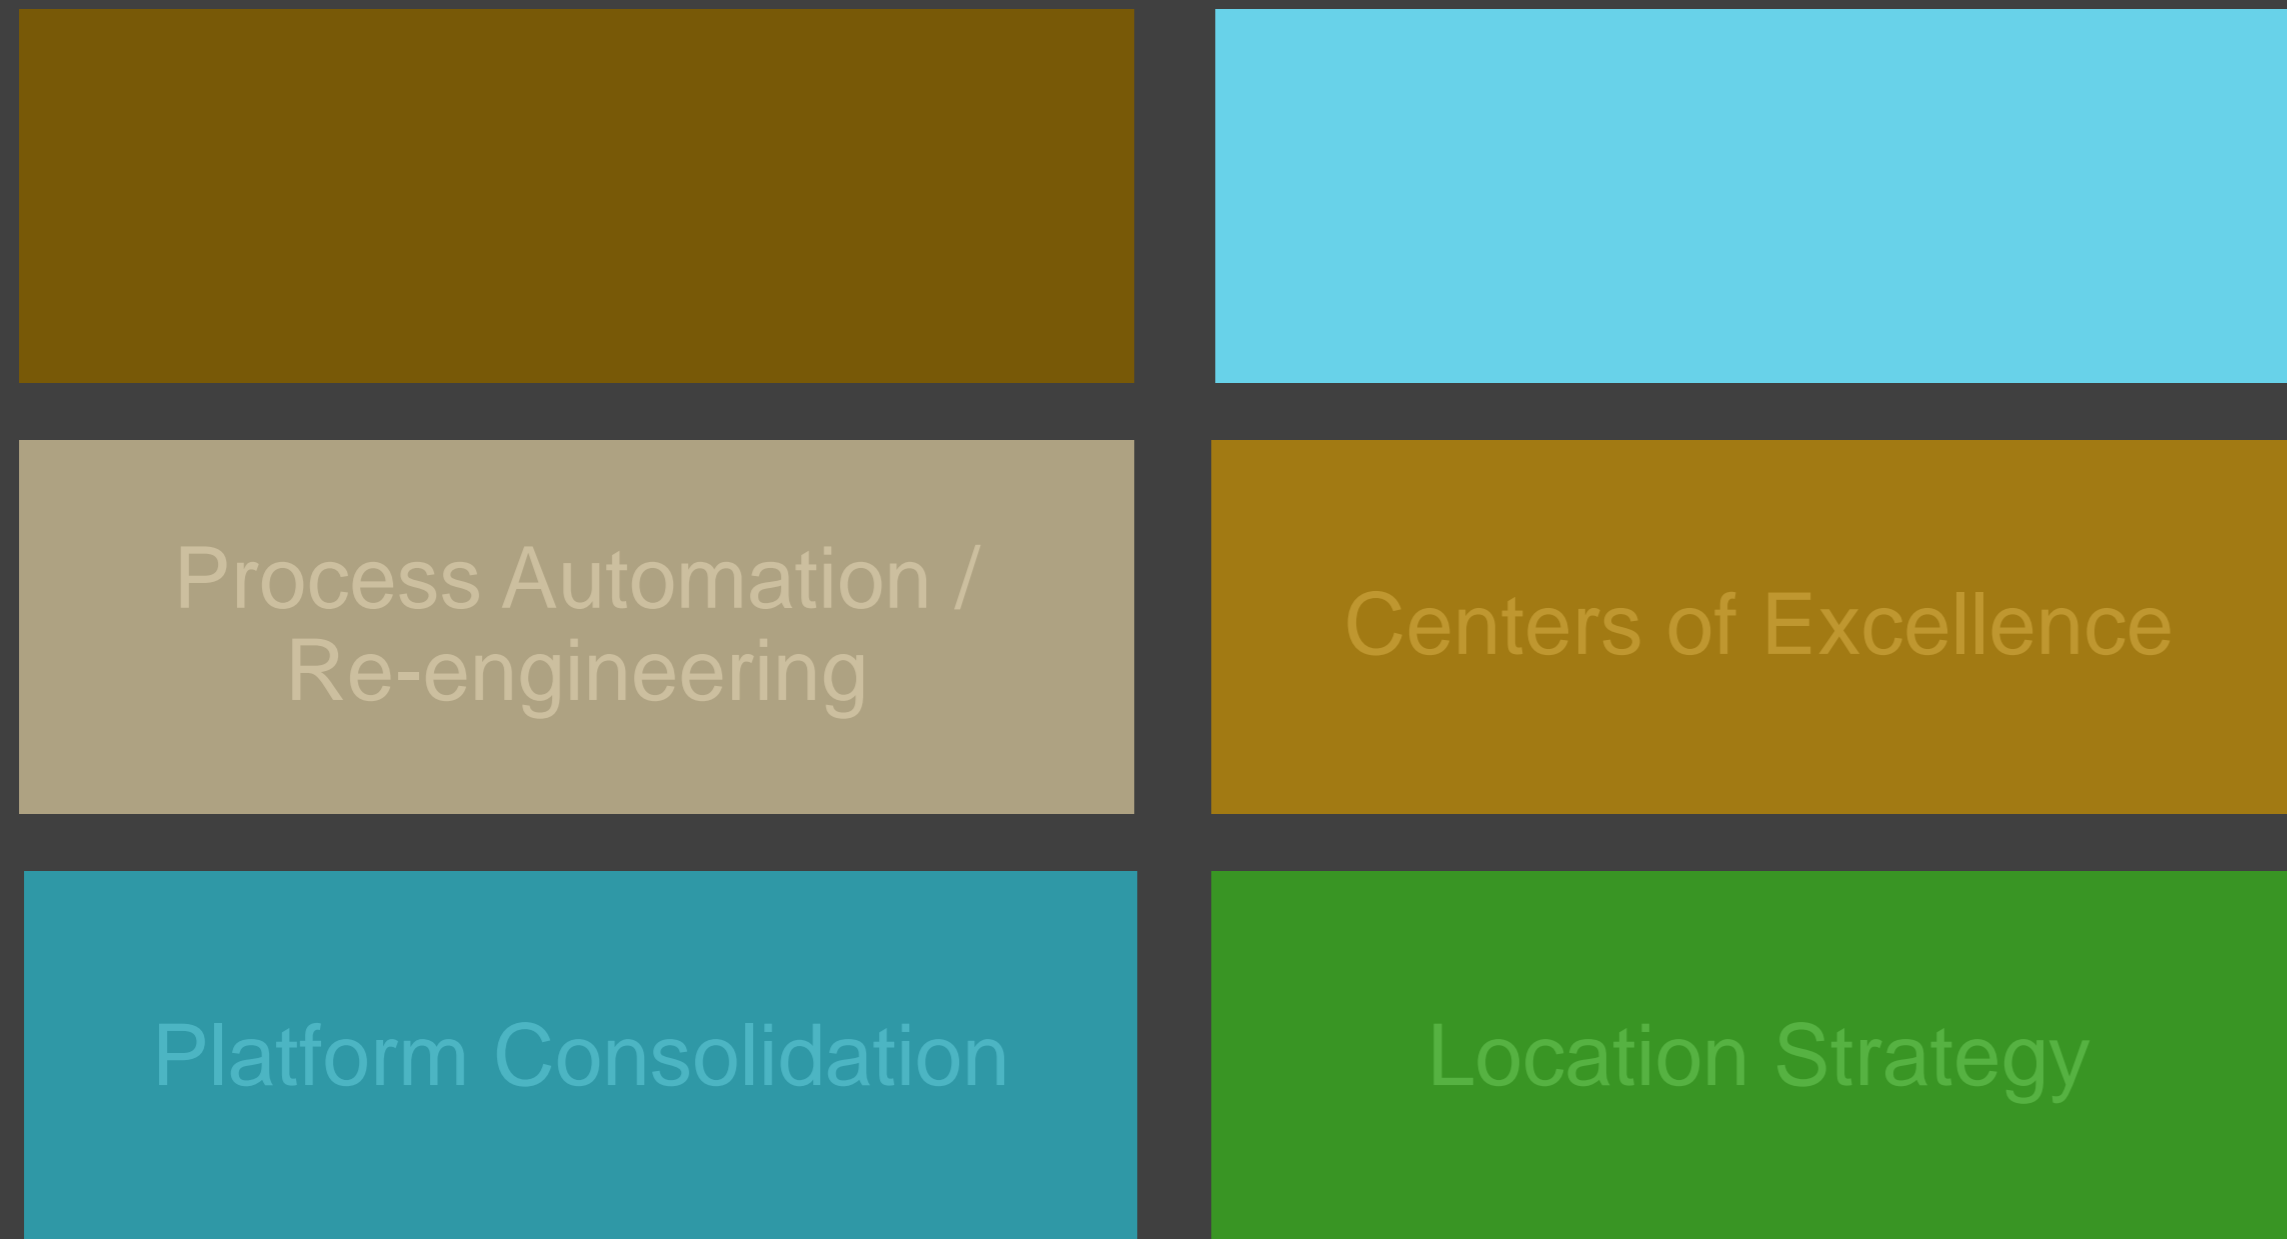 Process Automation /
Re-engineering
Centers of Excellence
Platform Consolidation
Location Strategy